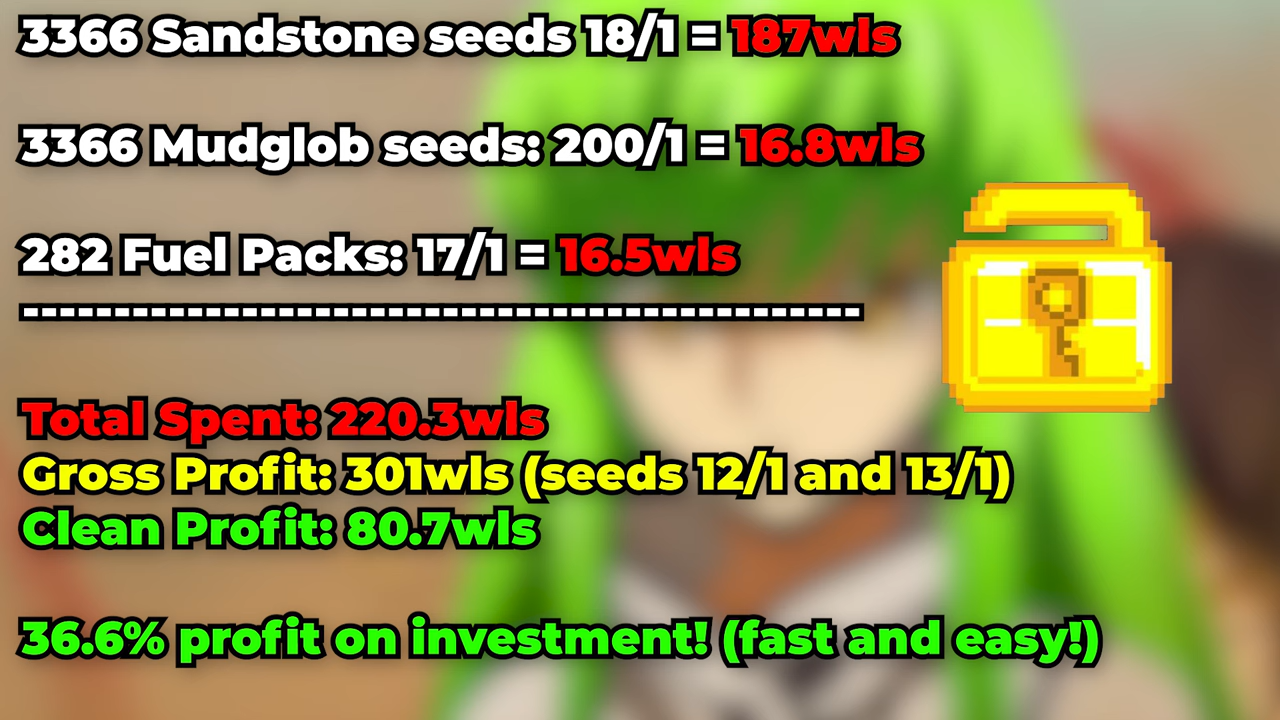 3366 Sandstone seeds 18/1 = 187wls
3366 Mudglob seeds: 200/1 = 16.8wls
282 Fuel Packs: 17/1 = 16.5wls
----------------------------------------------
Total Spent: 220.3wls
Gross Profit: 301wls (seeds 12/1 and 13/1)
Clean Profit: 80.7wls
36.6% profit on investment! (fast and easy!)